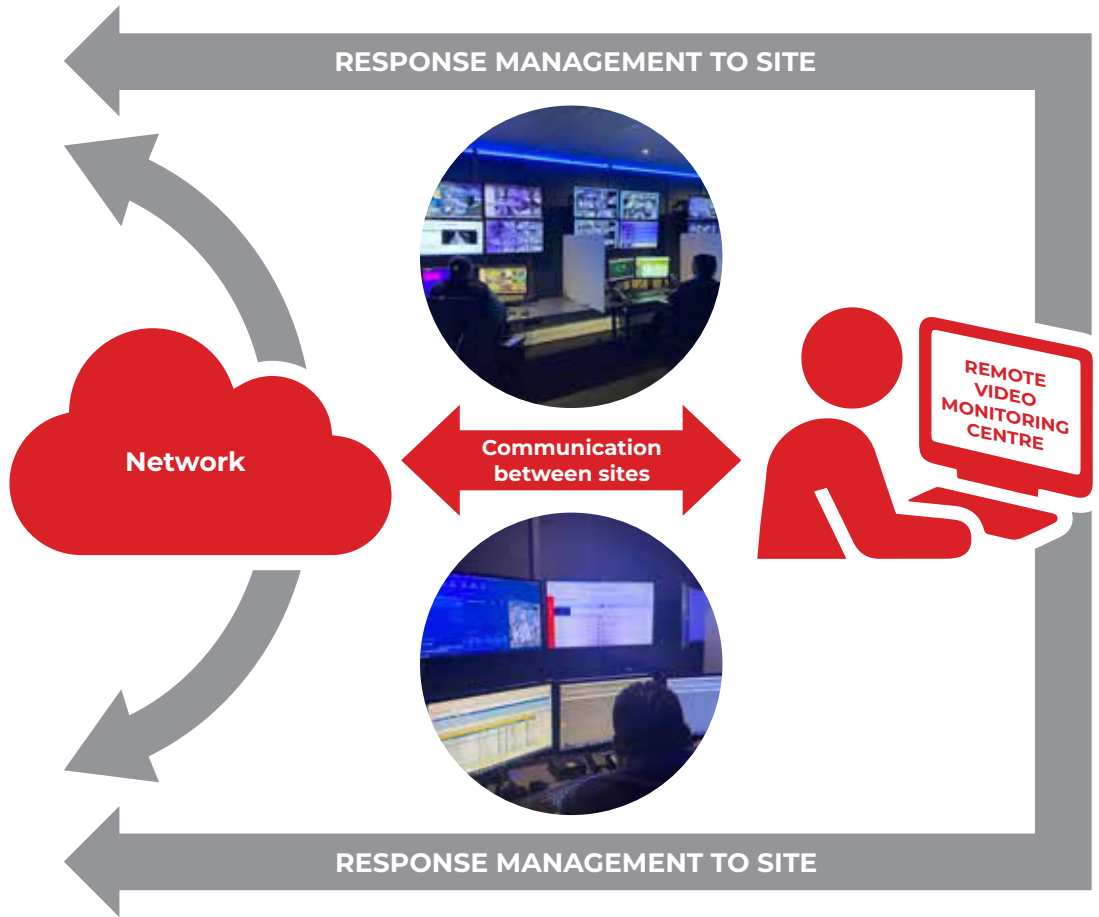 RESPONSE MANAGEMENT TO SITE
Network
Communication
between sites
REMOTE
VIDEO
MONITORING
CENTRE
RESPONSE MANAGEMENT TO SITE